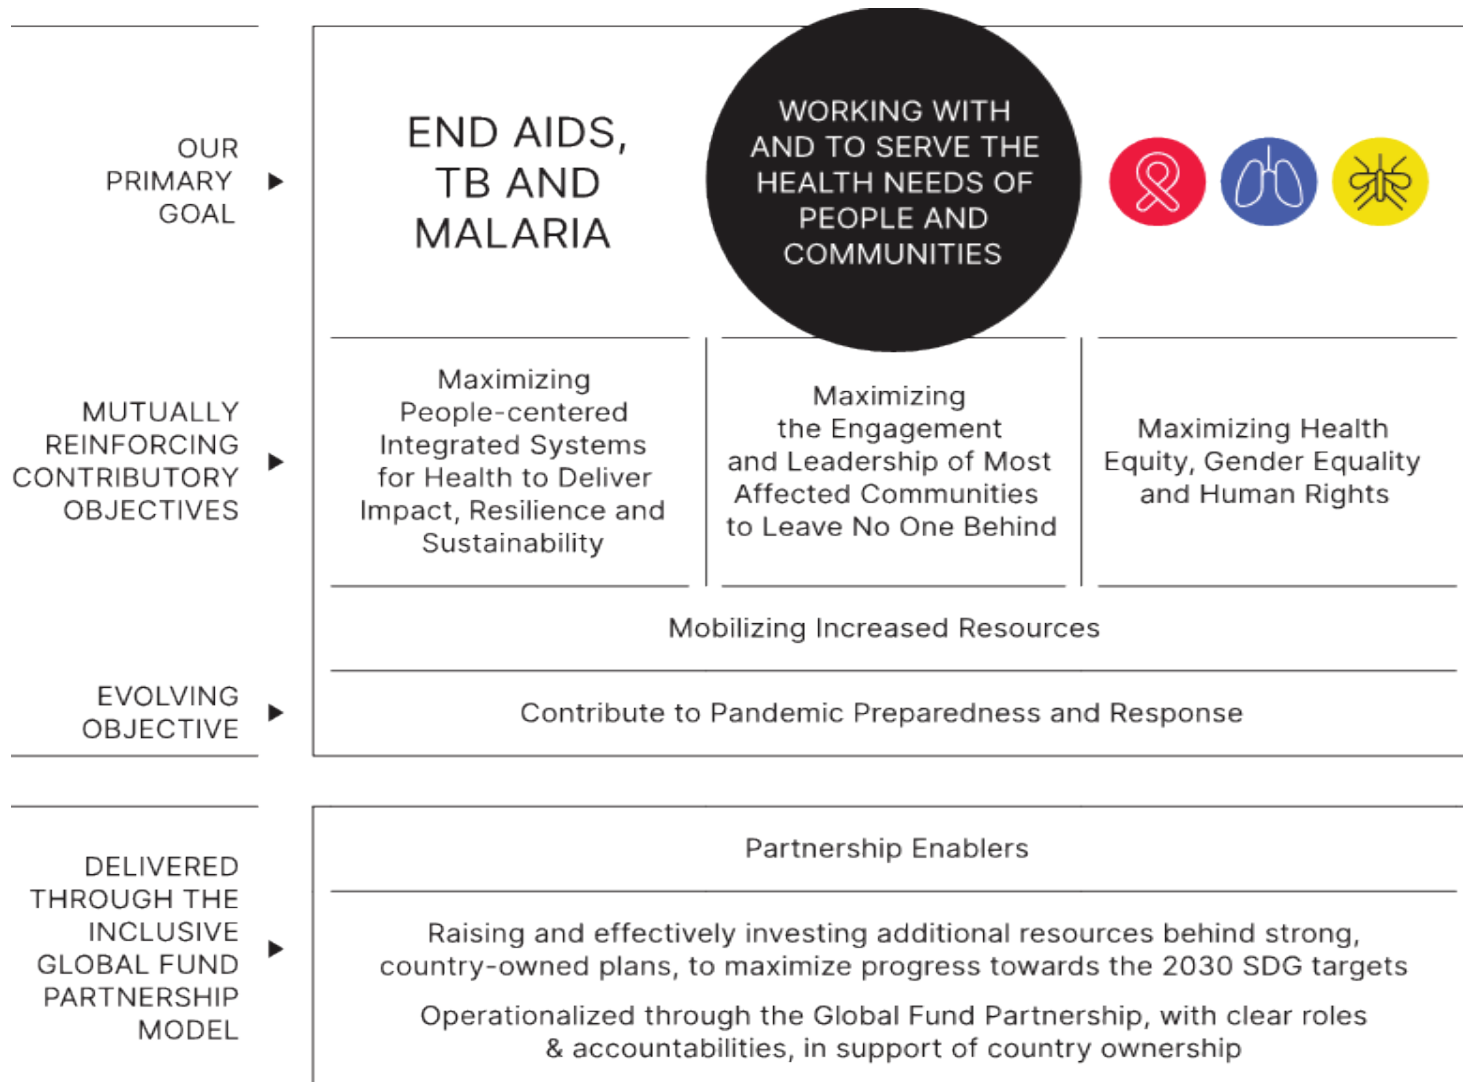 OUR
PRIMARY
GOAL
END AIDS,
TB AND
MALARIA
WORKING WITH
AND TO SERVE THE
HEALTH NEEDS OF
PEOPLE AND
COMMUNITIES
MUTUALLY
REINFORCING
CONTRIBUTORY
OBJECTIVES
Maximizing
People-centered
Integrated Systems
for Health to Deliver
Impact, Resilience and
Sustainability
Maximizing
the Engagement
and Leadership of Most
Affected Communities
to Leave No One Behind
Maximizing Health
Equity, Gender Equality
and Human Rights
Mobilizing Increased Resources
EVOLVING
OBJECTIVE
Contribute to Pandemic Preparedness and Response
DELIVERED
THROUGH THE
INCLUSIVE
GLOBAL FUND
PARTNERSHIP
MODEL
Partnership Enablers
Raising and effectively investing additional resources behind strong,
country-owned plans, to maximize progress towards the 2030 SDG targets
Operationalized through the Global Fund Partnership, with clear roles
& accountabilities, in support of country ownership